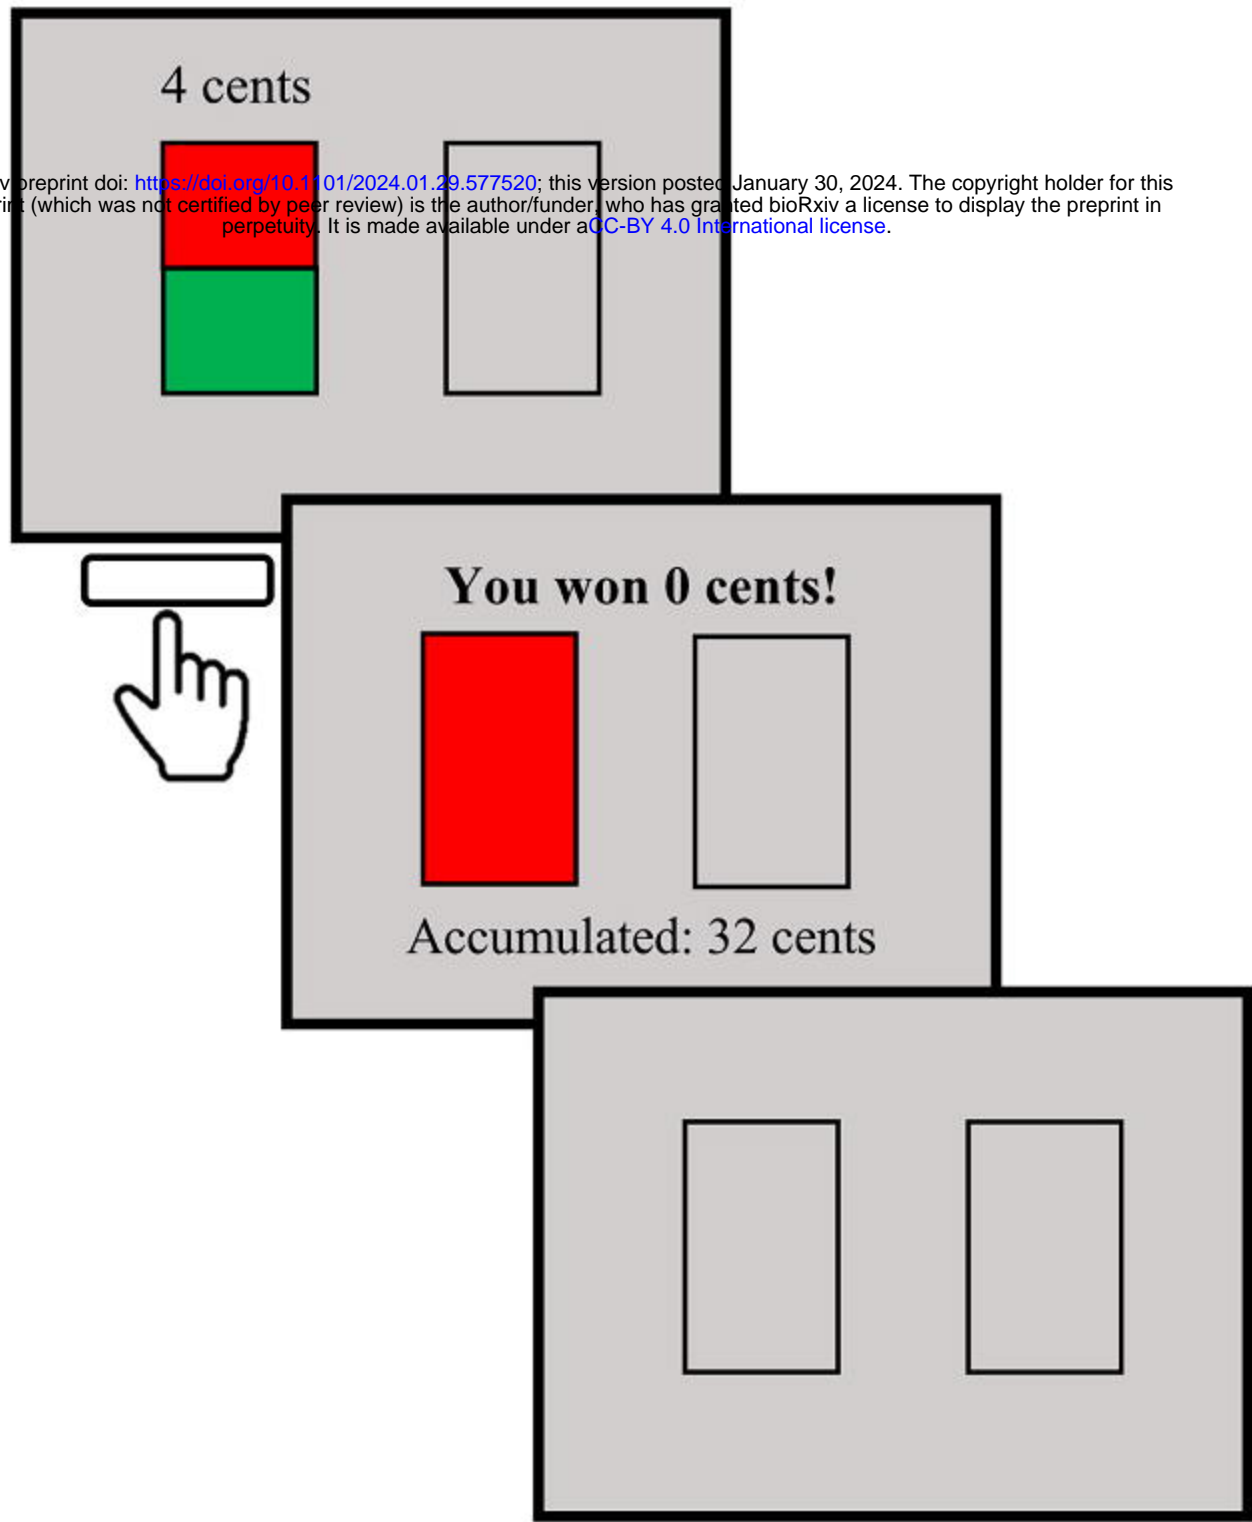 4 cents
preprint doi: https://doi.org/10.1101/2024.01.29.577520; this version posted January 30, 2024. The copyright holder for this
(which was not certified by peer review) is the author/funder, who has granted bioRxiv a license to display the preprint in
perpetuity. It is made available under aCC-BY 4.0 International license.
You won 0 cents!
Accumulated: 32 cents